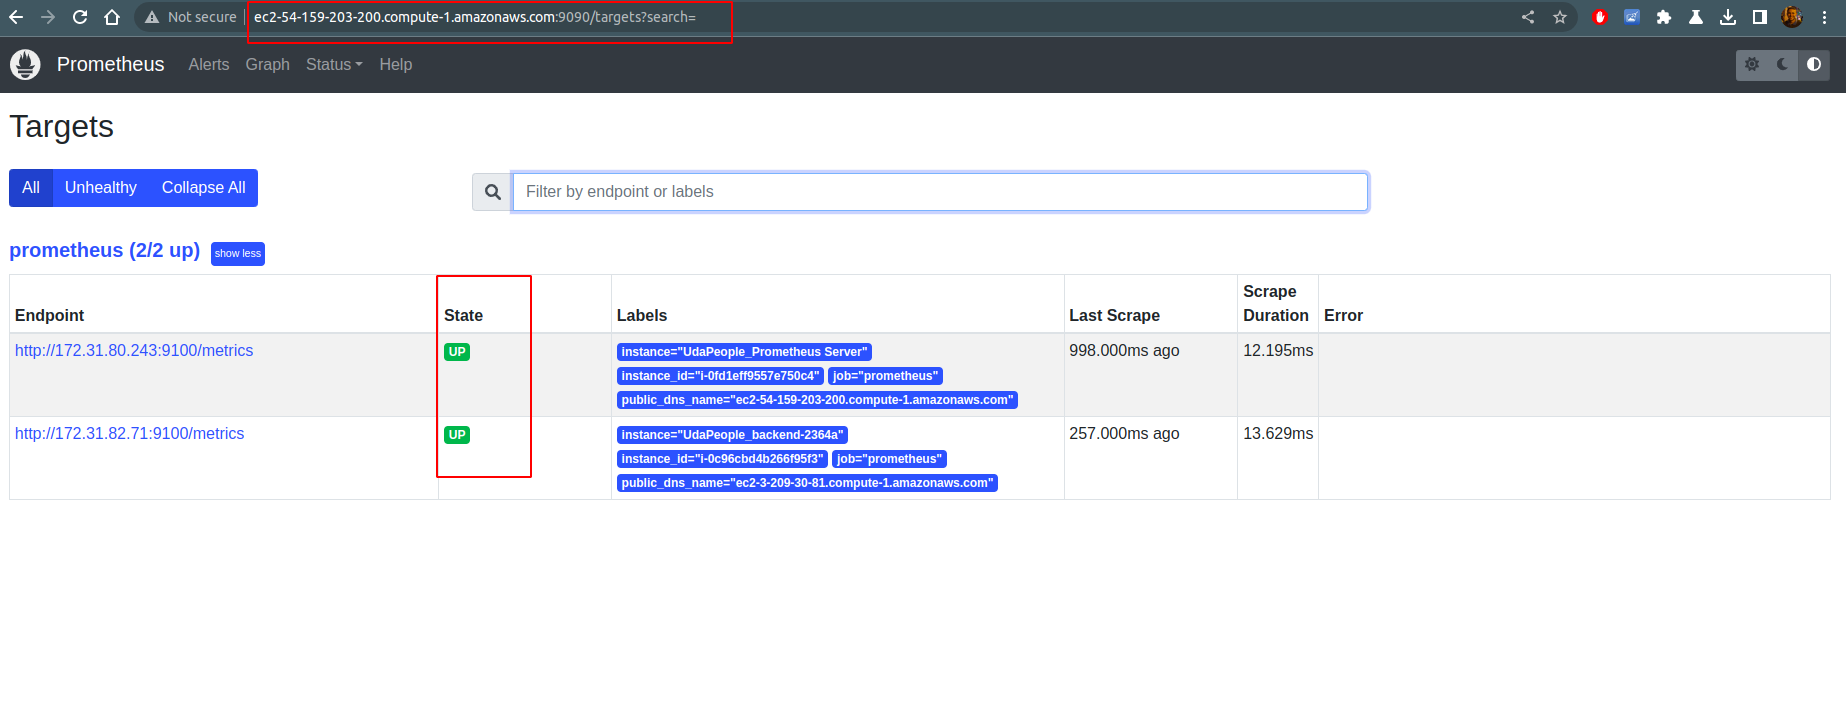 Not secure ec2-54-159-203-200.compute-1.amazonaws.com:9090/targets?search=
Prometheus Alerts Graph Status Help
Targets
All Unhealthy Collapse All Filter by endpoint or labels
prometheus (2/2 up) show less
Endpoint State Labels Last Scrape Scrape Duration Error
http://172.31.80.243:9100/metrics UP instance="UdaPeople_Prometheus Server" 998.000ms ago 12.195ms
instance_id="i-0fd1eff9557e750c4" job="prometheus"
public_dns_name="ec2-54-159-203-200.compute-1.amazonaws.com"
http://172.31.82.71:9100/metrics UP instance="UdaPeople_backend-2364a" 257.000ms ago 13.629ms
instance_id="i-0c96cbd4b266f95f3" job="prometheus"
public_dns_name="ec2-3-209-30-81.compute-1.amazonaws.com"